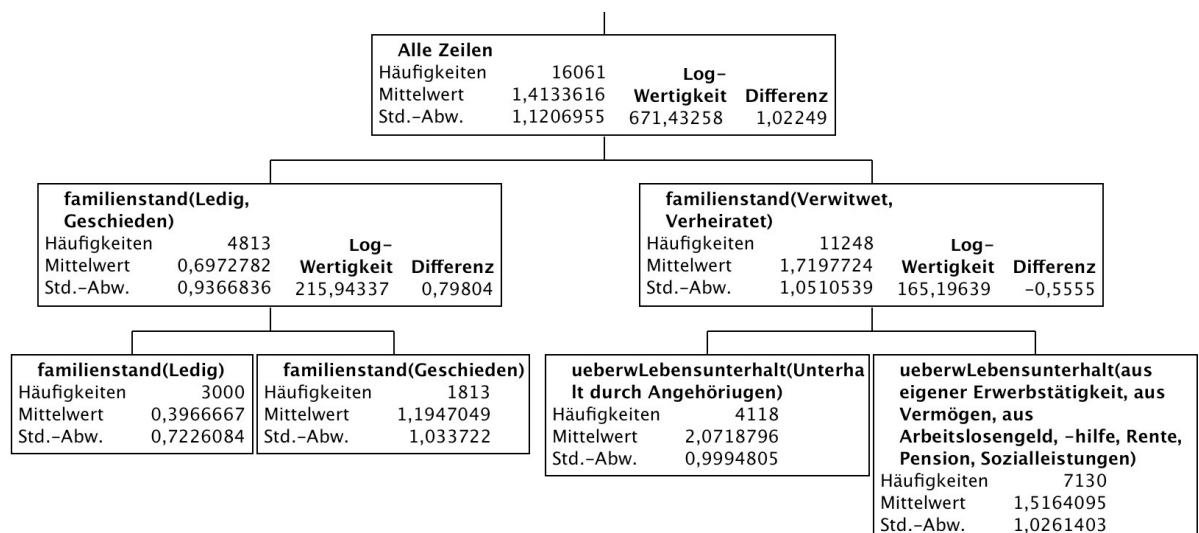 Alle Zeilen
Häufigkeiten 16061 Log-
Mittelwert 1,4133616 Wertigkeit Differenz
Std.-Abw. 1,1206955 671,43258 1,02249
familienstand(Ledig,
Geschieden)
Häufigkeiten 4813 Log-
Mittelwert 0,6972782 Wertigkeit Differenz
Std.-Abw. 0,9366836 215,94337 0,79804
familienstand(Verwitwet,
Verheiratet)
Häufigkeiten 11248 Log-
Mittelwert 1,7197724 Wertigkeit Differenz
Std.-Abw. 1,0510539 165,19639 -0,5555
familienstand(Ledig)
Häufigkeiten 3000
Mittelwert 0,3966667
Std.-Abw. 0,7226084
familienstand(Geschieden)
Häufigkeiten 1813
Mittelwert 1,1947049
Std.-Abw. 1,033722
ueberwLebensunterhalt(Unterha
lt durch Angehöriugen)
Häufigkeiten 4118
Mittelwert 2,0718796
Std.-Abw. 0,9994805
ueberwLebensunterhalt(aus
eigener Erwerbstätigkeit, aus
Vermögen, aus
Arbeitslosengeld, -hilfe, Rente,
Pension, Sozialleistungen)
Häufigkeiten 7130
Mittelwert 1,5164095
Std.-Abw. 1,0261403